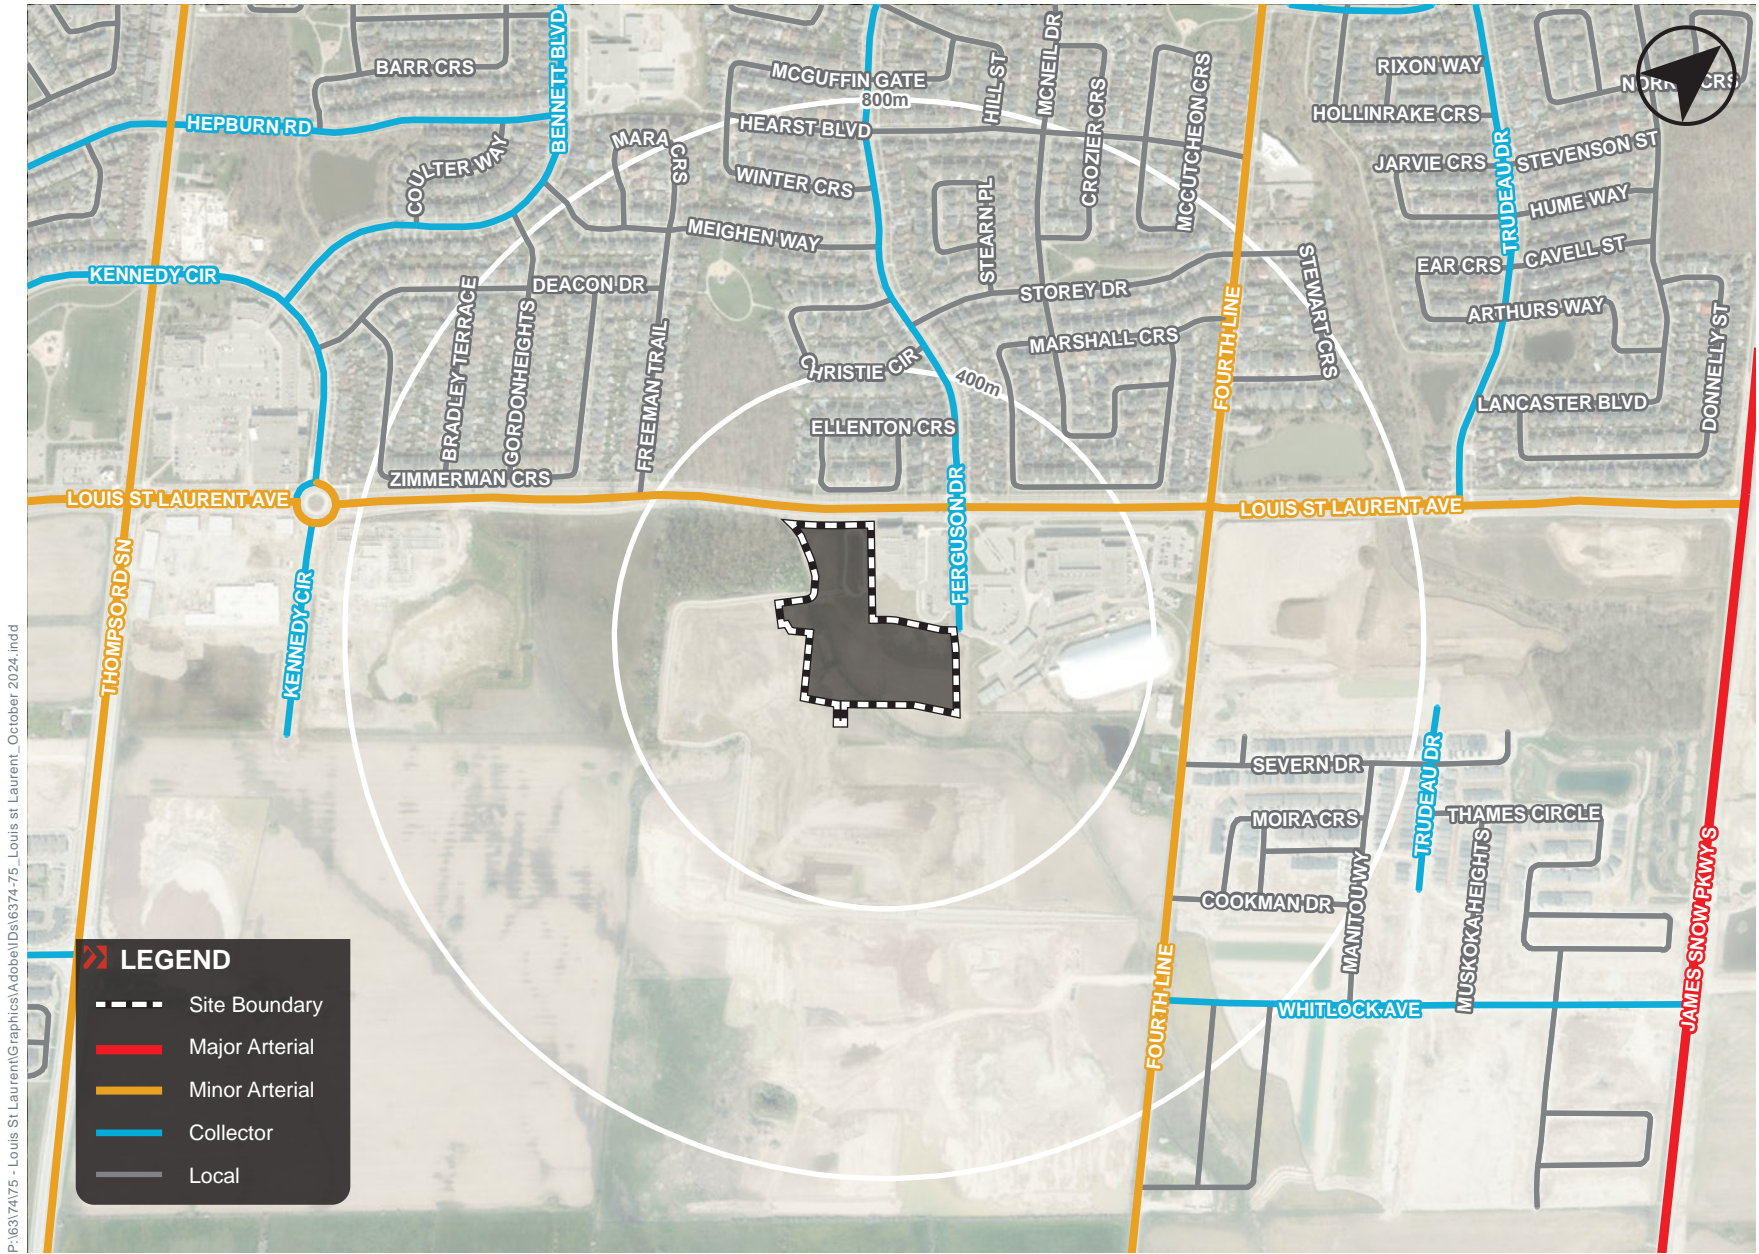 BARR CRS
BENNETT BLVD
MCGUFFIN GATE
800m
HILL ST
MCNEIL DR
CROZIER CRS
MCCUTCHEON CRS
RIXON WAY
HOLLINRAKE CRS
HEPBURN RD
COULTER WAY
MARA CRS
HEARST BLVD
WINTER CRS
MEIGHEN WAY
STEARN PL
JARVIE CRS
STEVENSON ST
TRUDEAU DR
HUME WAY
CAVELL ST
EAR CRS
ARTHURS WAY
KENNEDY CIR
BRADLEY TERRACE
GORDON HEIGHTS
DEACON DR
FREEMAN TRAIL
STOREY DR
MARSHALL CRS
CHRISTIE CIR
400m
FOURTH LINE
STEWART CRS
LANCASTER BLVD
DONNELLY ST
ELLENTON CRS
ZIMMERMAN CRS
LOUIS ST LAURENT AVE
FERGUSON DR
LOUIS ST LAURENT AVE
THOMPSO RD SN
KENNEDY CIR
SEVERN DR
TRUDEAU DR
MOIRA CRS
THAMES CIRCLE
COOKMAN DR
MANITOU WY
MUSKOKA HEIGHTS
JAMES SNOW PKWY S
FOURTH LINE
WHITLOCK AVE
LEGEND
Site Boundary
Major Arterial
Minor Arterial
Collector
Local
P:\63\74\75 - Louis St Laurent\Graphics\Adobe\IDs\6374-75_Louis st Laurent_October 2024.indd